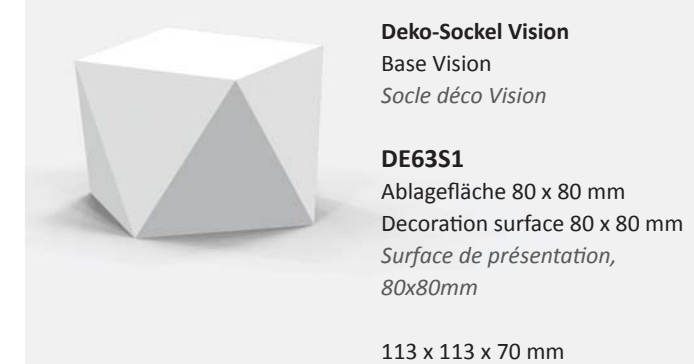 Deko-Sockel Vision
Base Vision
Socle déco Vision
DE63S1
Ablagefläche 80 x 80 mm
Decoration surface 80 x 80 mm
Surface de présentation,
80x80mm
113 x 113 x 70 mm